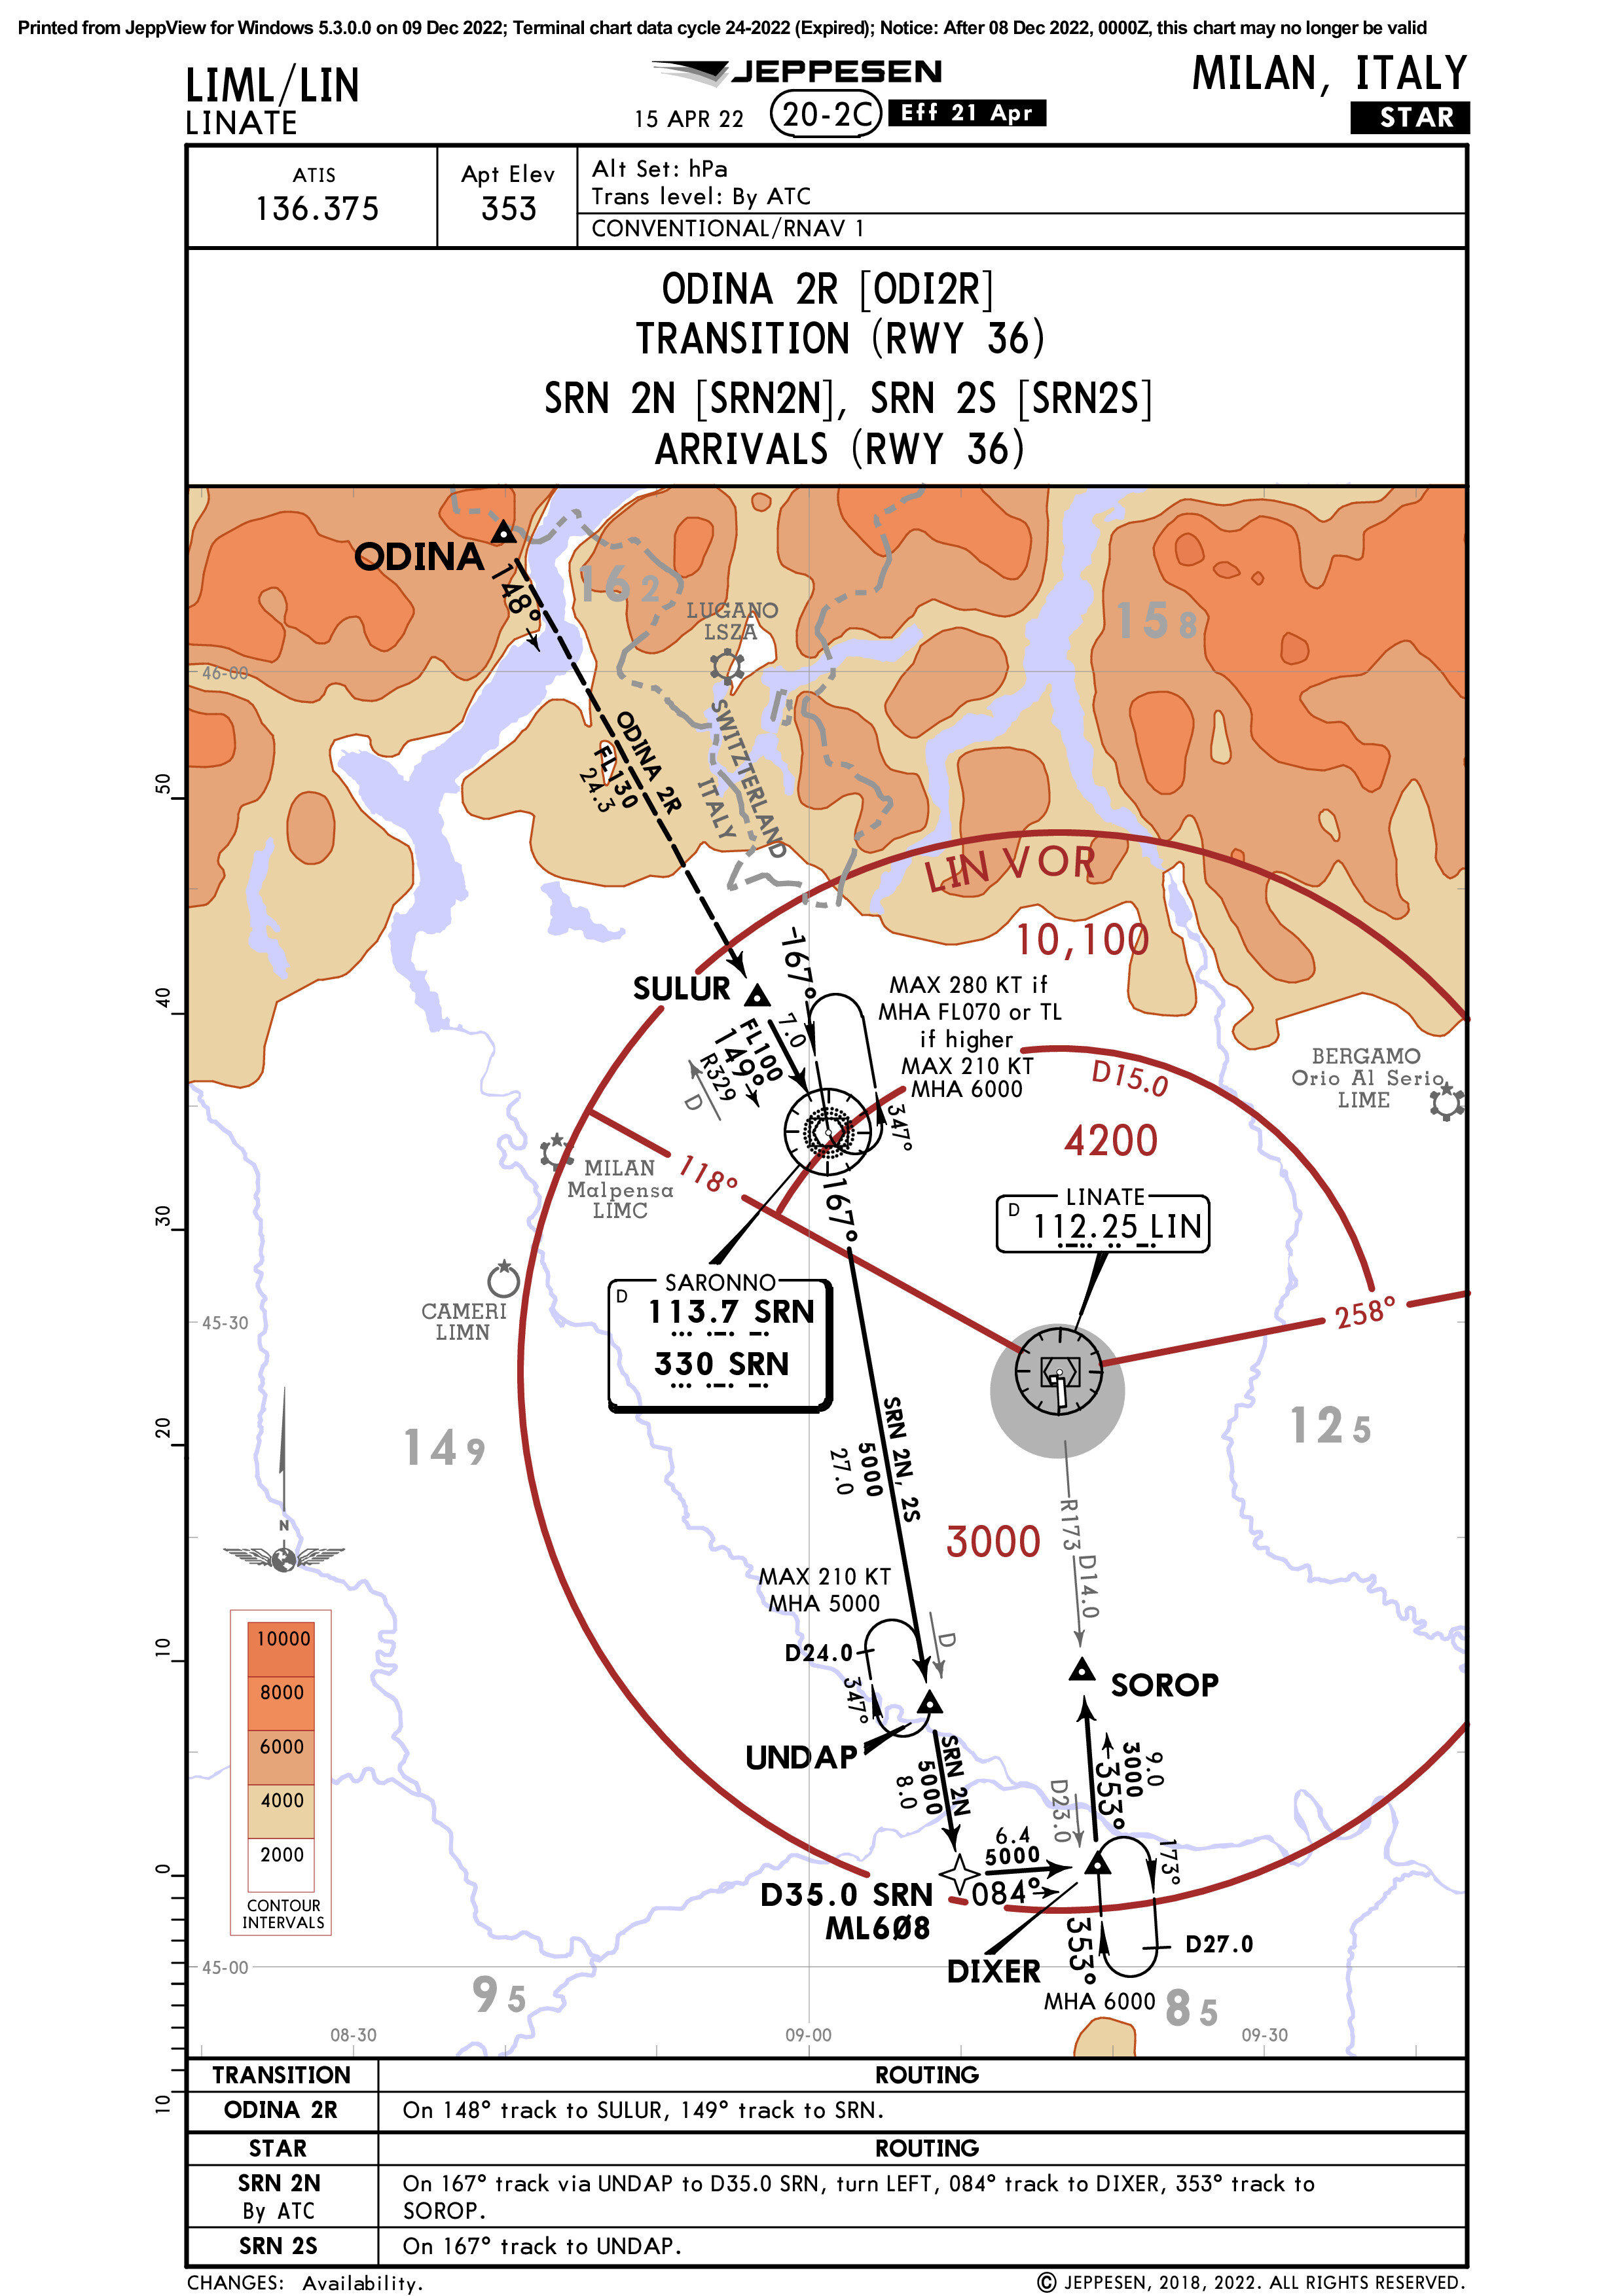 Printed from JeppView for Windows 5.3.0.0 on 09 Dec 2022; Terminal chart data cycle 24-2022 (Expired); Notice: After 08 Dec 2022, 0000Z, this chart may no longer be valid
LIML/LIN
LINATE
JEPPESEN
15 APR 22
20-2C
Eff 21 Apr
MILAN, ITALY
STAR
ATIS
136.375
Apt Elev
353
Alt Set: hPa
Trans level: By ATC
CONVENTIONAL/RNAV 1
ODINA 2R [ODI2R]
TRANSITION (RWY 36)
SRN 2N [SRN2N], SRN 2S [SRN2S]
ARRIVALS (RWY 36)
ODINA
148°
162
LUGANO
LSZA
158
46-00
ODINA 2R
FL130
24.3
SWITZERLAND
ITALY
50
LIN VOR
10,100
167°
SULUR
40
MAX 280 KT if
MHA FL070 or TL
if higher
MAX 210 KT
MHA 6000
7.0
FL100
149°
R329
D
347°
D15.0
BERGAMO
Orio Al Serio
LIME
4200
MILAN
Malpensa
LIMC
118°
167°
30
LINATE
D 112.25 LIN
CAMERI
LIMN
SARONNO
D 113.7 SRN
330 SRN
258°
45-30
SRN 2N, 2S
5000
27.0
20
149
125
R173
D14.0
3000
N
MAX 210 KT
MHA 5000
D24.0
D
347°
10
SOROP
UNDAP
SRN 2N
5000
8.0
9.0
3000
353°
D23.0
173°
10000
8000
6000
4000
2000
CONTOUR
INTERVALS
0
6.4
5000
084°
D35.0 SRN
ML6Ø8
DIXER
353°
D27.0
MHA 6000
45-00
95
85
08-30
09-00
09-30
10
TRANSITION
ROUTING
ODINA 2R
On 148° track to SULUR, 149° track to SRN.
STAR
ROUTING
SRN 2N
By ATC
On 167° track via UNDAP to D35.0 SRN, turn LEFT, 084° track to DIXER, 353° track to
SOROP.
SRN 2S
On 167° track to UNDAP.
CHANGES: Availability.
© JEPPESEN, 2018, 2022. ALL RIGHTS RESERVED.